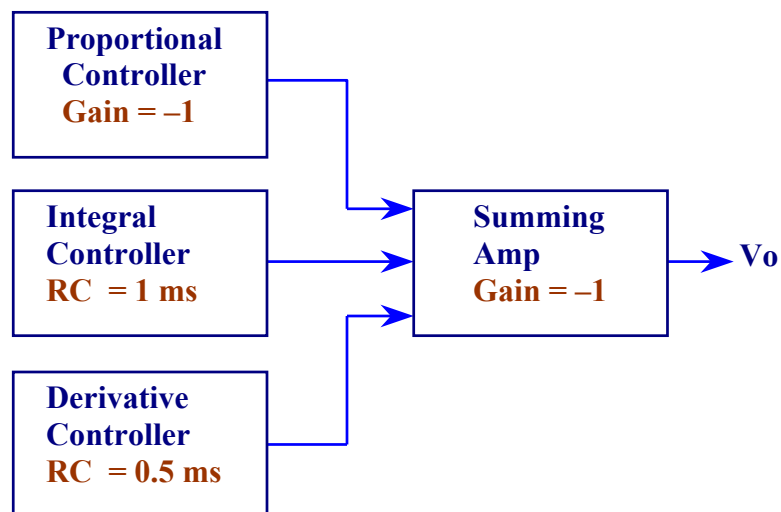 Proportional
Controller
Gain = –1
Integral
Controller
RC = 1 ms
Derivative
Controller
RC = 0.5 ms
Summing
Amp
Gain = –1
Vo